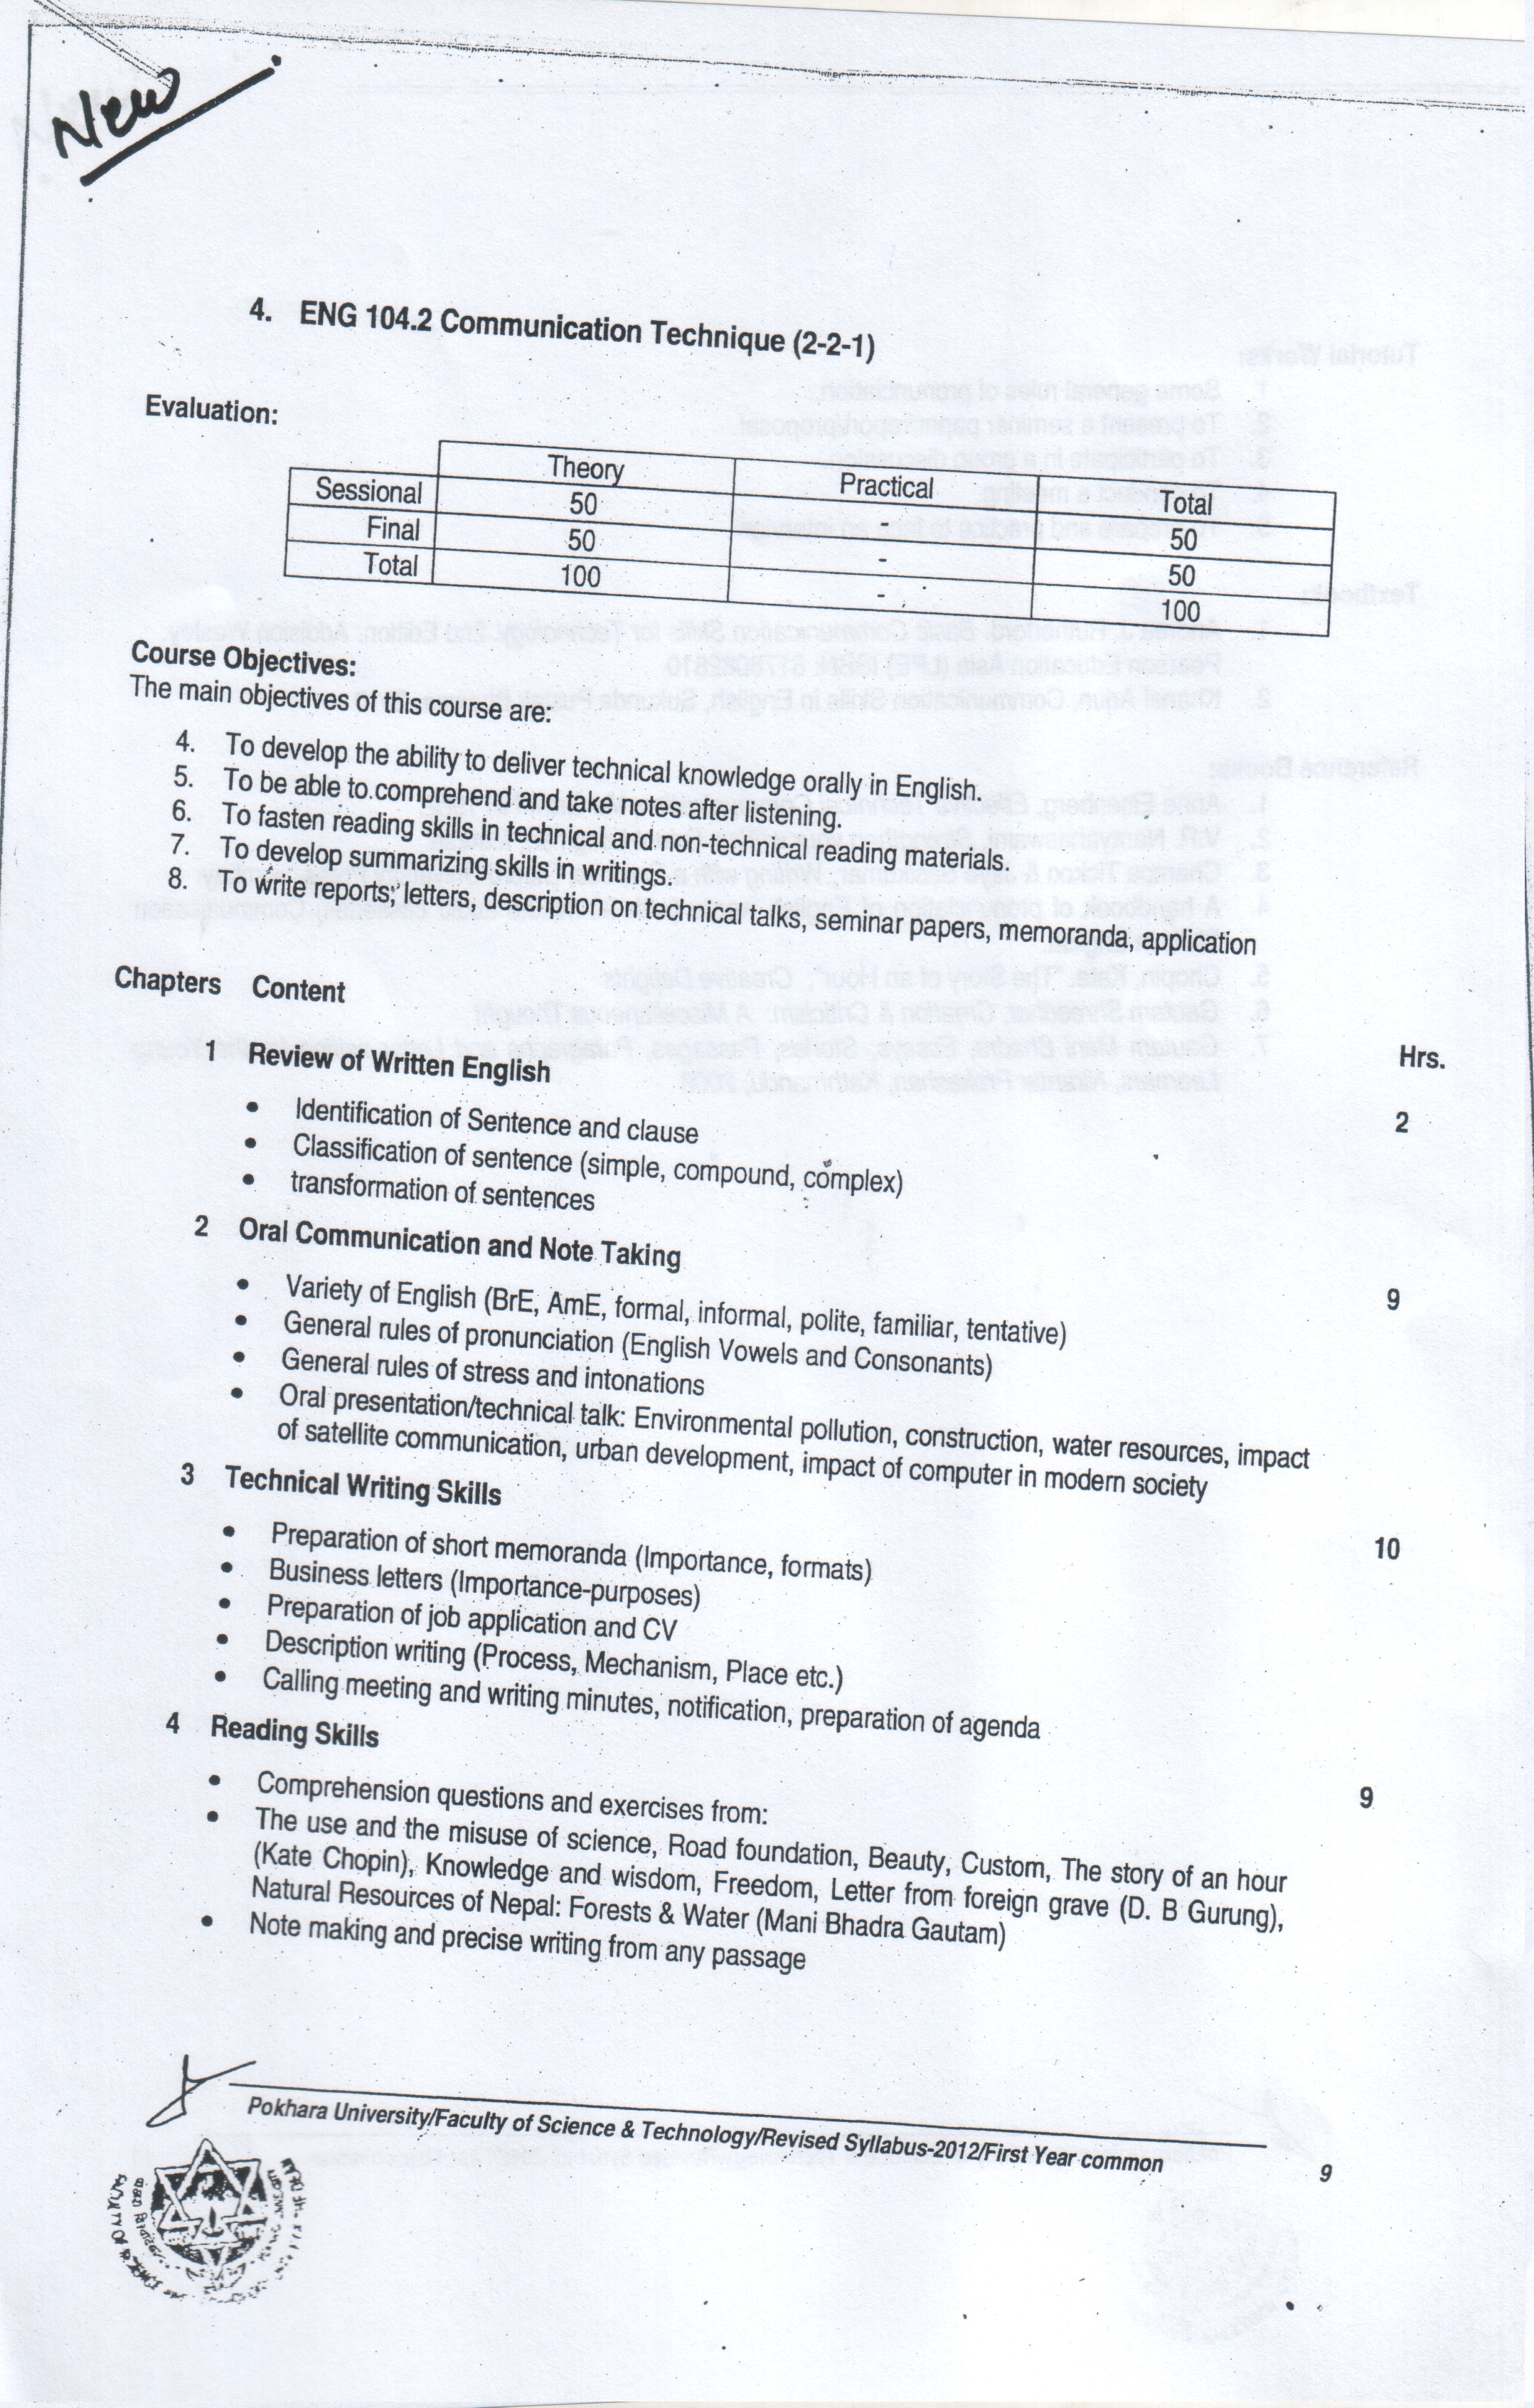 New
4. ENG 104.2 Communication Technique (2-2-1)
Evaluation:
Theory Practical Total
Sessional 50 - 50
Final 50 - 50
Total 100 100
Course Objectives:
The main objectives of this course are:
4. To develop the ability to deliver technical knowledge orally in English.
5. To be able to comprehend and take notes after listening.
6. To fasten reading skills in technical and non-technical reading materials.
7. To develop summarizing skills in writings.
8. To write reports, letters, description on technical talks, seminar papers, memoranda, application
Chapters Content Hrs.
1 Review of Written English 2
• Identification of Sentence and clause
• Classification of sentence (simple, compound, complex)
• transformation of sentences
2 Oral Communication and Note Taking 9
• Variety of English (BrE, AmE, formal, informal, polite, familiar, tentative)
• General rules of pronunciation (English Vowels and Consonants)
• General rules of stress and intonations
• Oral presentation/technical talk: Environmental pollution, construction, water resources, impact
of satellite communication, urban development, impact of computer in modern society
3 Technical Writing Skills 10
• Preparation of short memoranda (Importance, formats)
• Business letters (Importance-purposes)
• Preparation of job application and CV
• Description writing (Process, Mechanism, Place etc.)
• Calling meeting and writing minutes, notification, preparation of agenda
4 Reading Skills 9
• Comprehension questions and exercises from:
• The use and the misuse of science, Road foundation, Beauty, Custom, The story of an hour
(Kate Chopin), Knowledge and wisdom, Freedom, Letter from foreign grave (D. B Gurung),
Natural Resources of Nepal: Forests & Water (Mani Bhadra Gautam)
• Note making and precise writing from any passage
Pokhara University/Faculty of Science & Technology/Revised Syllabus-2012/First Year common 9